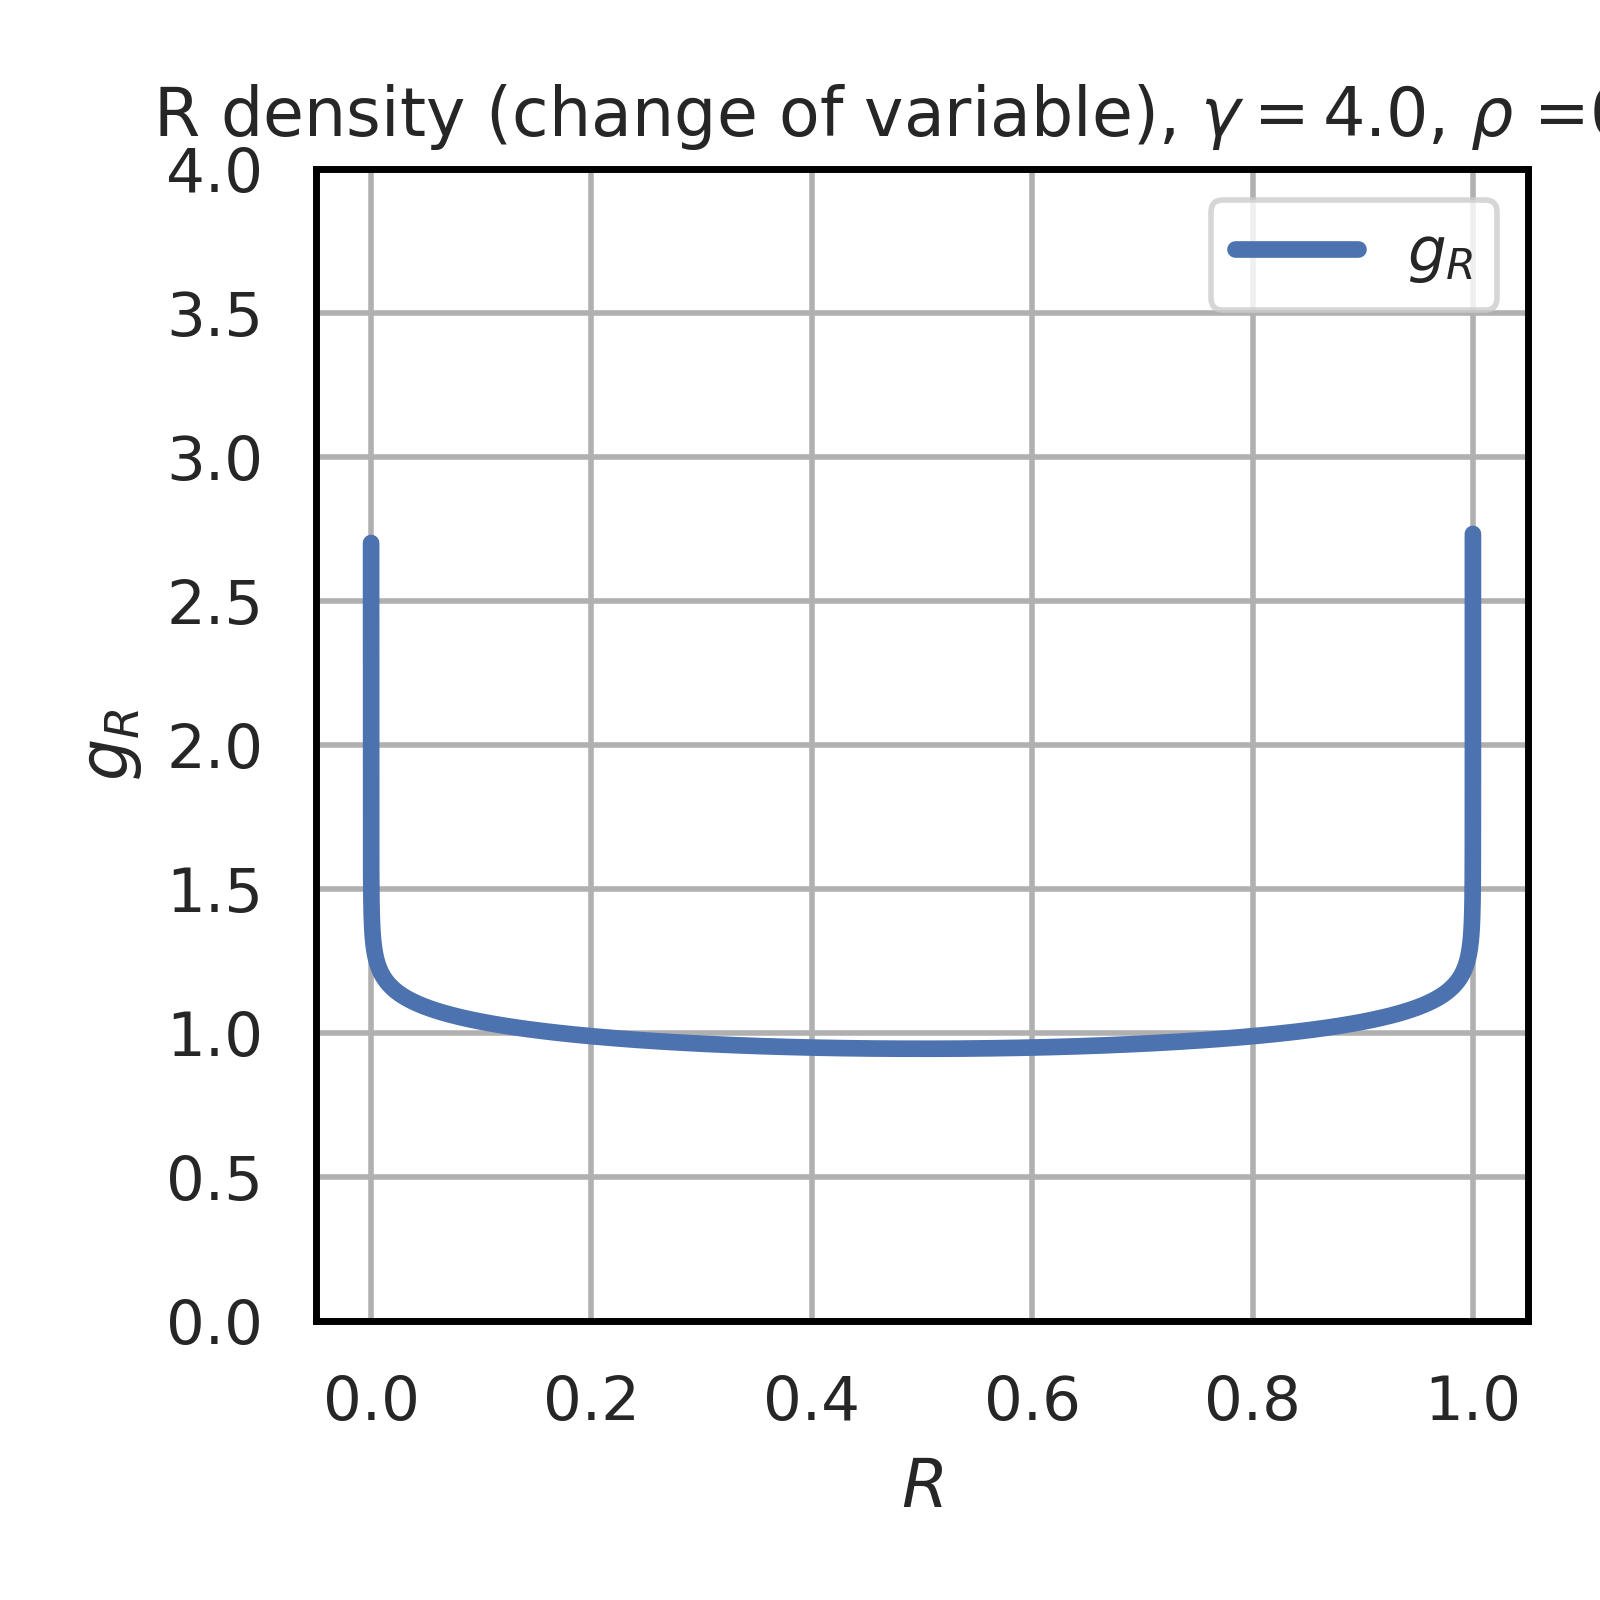 R density (change of variable), γ = 4.0, ρ =
4.0
3.5
3.0
2.5
2.0
1.5
1.0
0.5
0.0
g_R
g_R
0.0 0.2 0.4 0.6 0.8 1.0
R